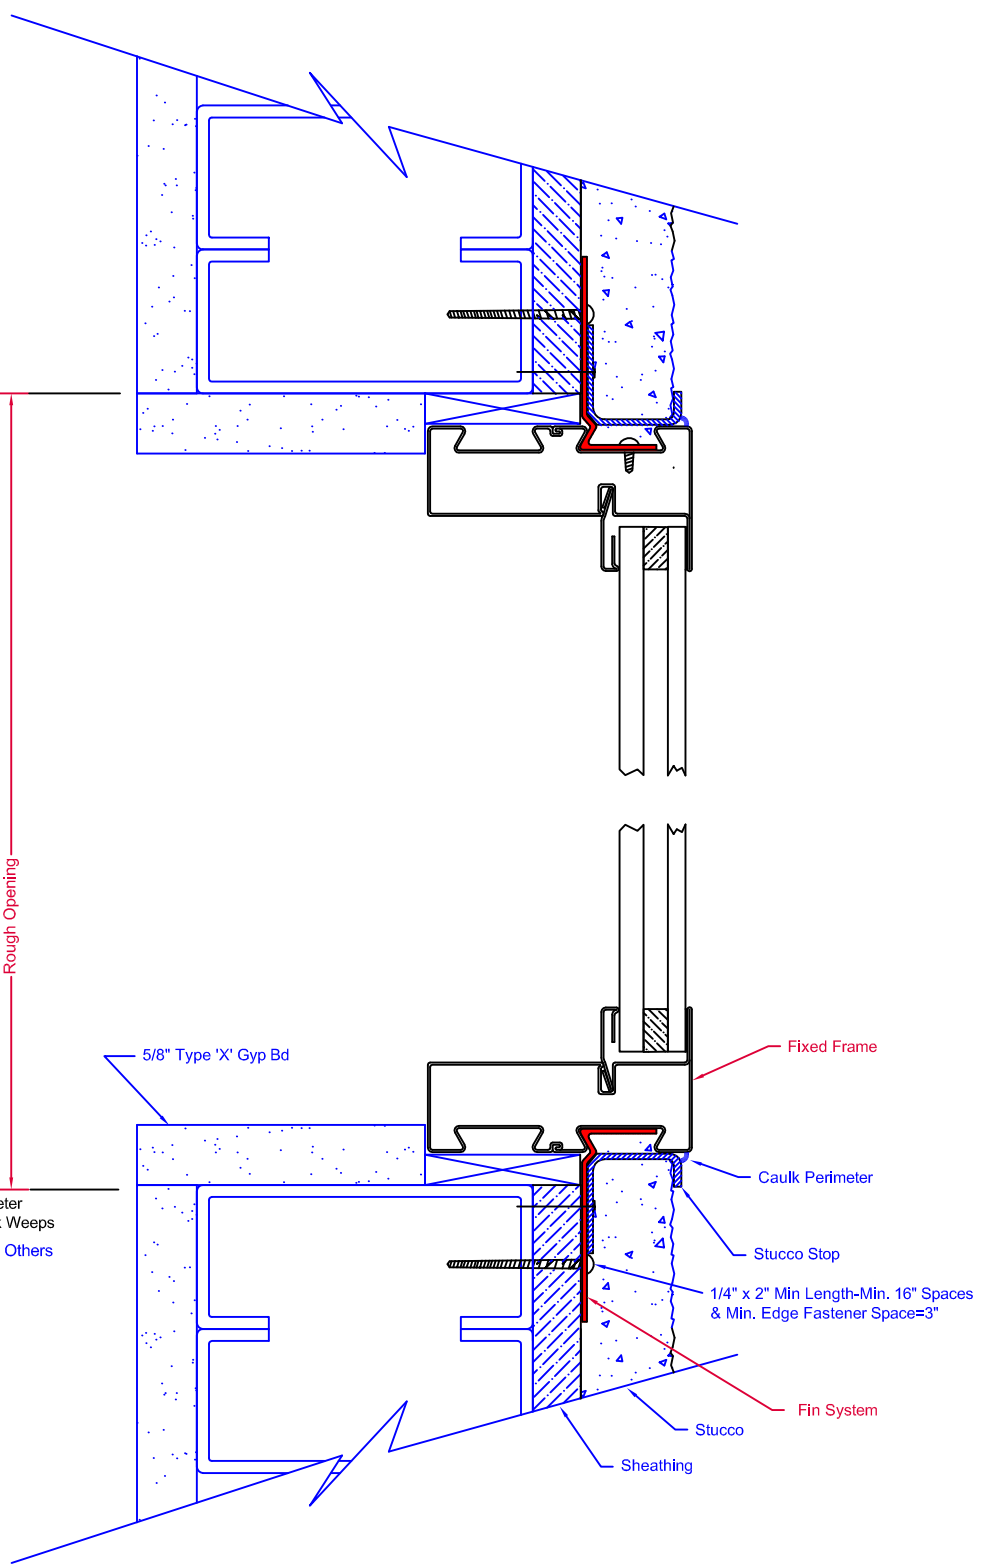 Rough Opening
5/8" Type 'X' Gyp Bd
Fixed Frame
Caulk Perimeter
Weeps
Others
Stucco Stop
1/4" x 2" Min Length-Min. 16" Spaces
& Min. Edge Fastener Space=3"
Fin System
Stucco
Sheathing